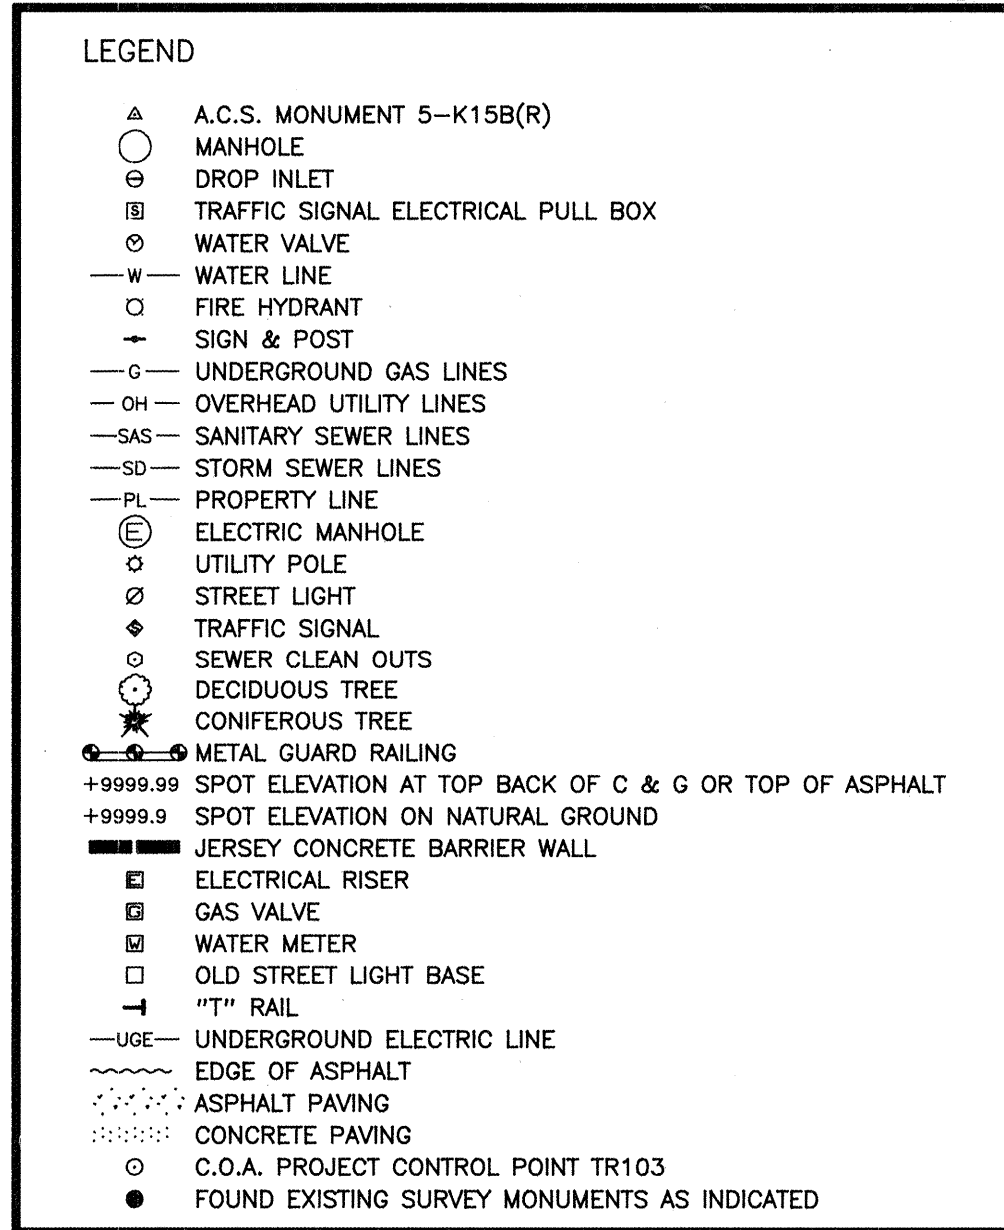 LEGEND
A.C.S. MONUMENT 5-K15B(R)
MANHOLE
DROP INLET
S TRAFFIC SIGNAL ELECTRICAL PULL BOX
WATER VALVE
W WATER LINE
FIRE HYDRANT
SIGN & POST
G UNDERGROUND GAS LINES
OH OVERHEAD UTILITY LINES
SAS SANITARY SEWER LINES
SD STORM SEWER LINES
PL PROPERTY LINE
E ELECTRIC MANHOLE
UTILITY POLE
STREET LIGHT
S TRAFFIC SIGNAL
SEWER CLEAN OUTS
DECIDUOUS TREE
CONIFEROUS TREE
METAL GUARD RAILING
+9999.99 SPOT ELEVATION AT TOP BACK OF C & G OR TOP OF ASPHALT
+9999.9 SPOT ELEVATION ON NATURAL GROUND
JERSEY CONCRETE BARRIER WALL
E ELECTRICAL RISER
G GAS VALVE
W WATER METER
OLD STREET LIGHT BASE
"T" RAIL
UGE UNDERGROUND ELECTRIC LINE
EDGE OF ASPHALT
ASPHALT PAVING
CONCRETE PAVING
C.O.A. PROJECT CONTROL POINT TR103
FOUND EXISTING SURVEY MONUMENTS AS INDICATED